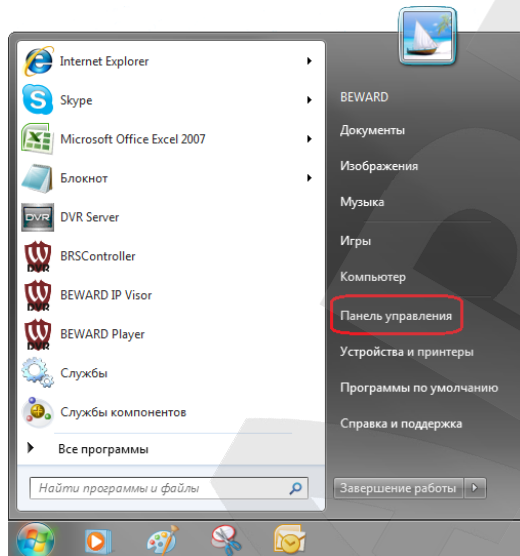 Internet Explorer
Skype
Microsoft Office Excel 2007
Блокнот
DVR Server
BRSController
BEWARD IP Visor
BEWARD Player
Службы
Службы компонентов
Все программы
Найти программы и файлы
BEWARD
Документы
Изображения
Музыка
Игры
Компьютер
Панель управления
Устройства и принтеры
Программы по умолчанию
Справка и поддержка
Завершение работы